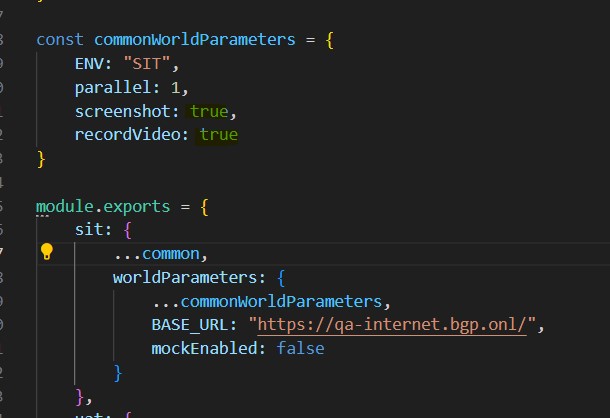 const commonWorldParameters = {
ENV: "SIT",
parallel: 1,
screenshot: true,
recordVideo: true
}
module.exports = {
sit: {
...common,
worldParameters: {
...commonWorldParameters,
BASE_URL: "https://qa-internet.bgp.onl/",
mockEnabled: false
}
},